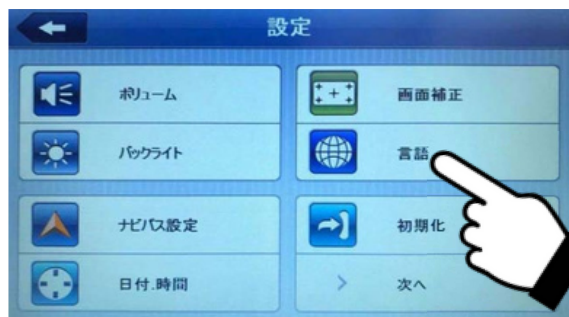 設定
ボリューム
画面補正
バックライト
言語
ナビパス設定
初期化
日付.時間
次へ